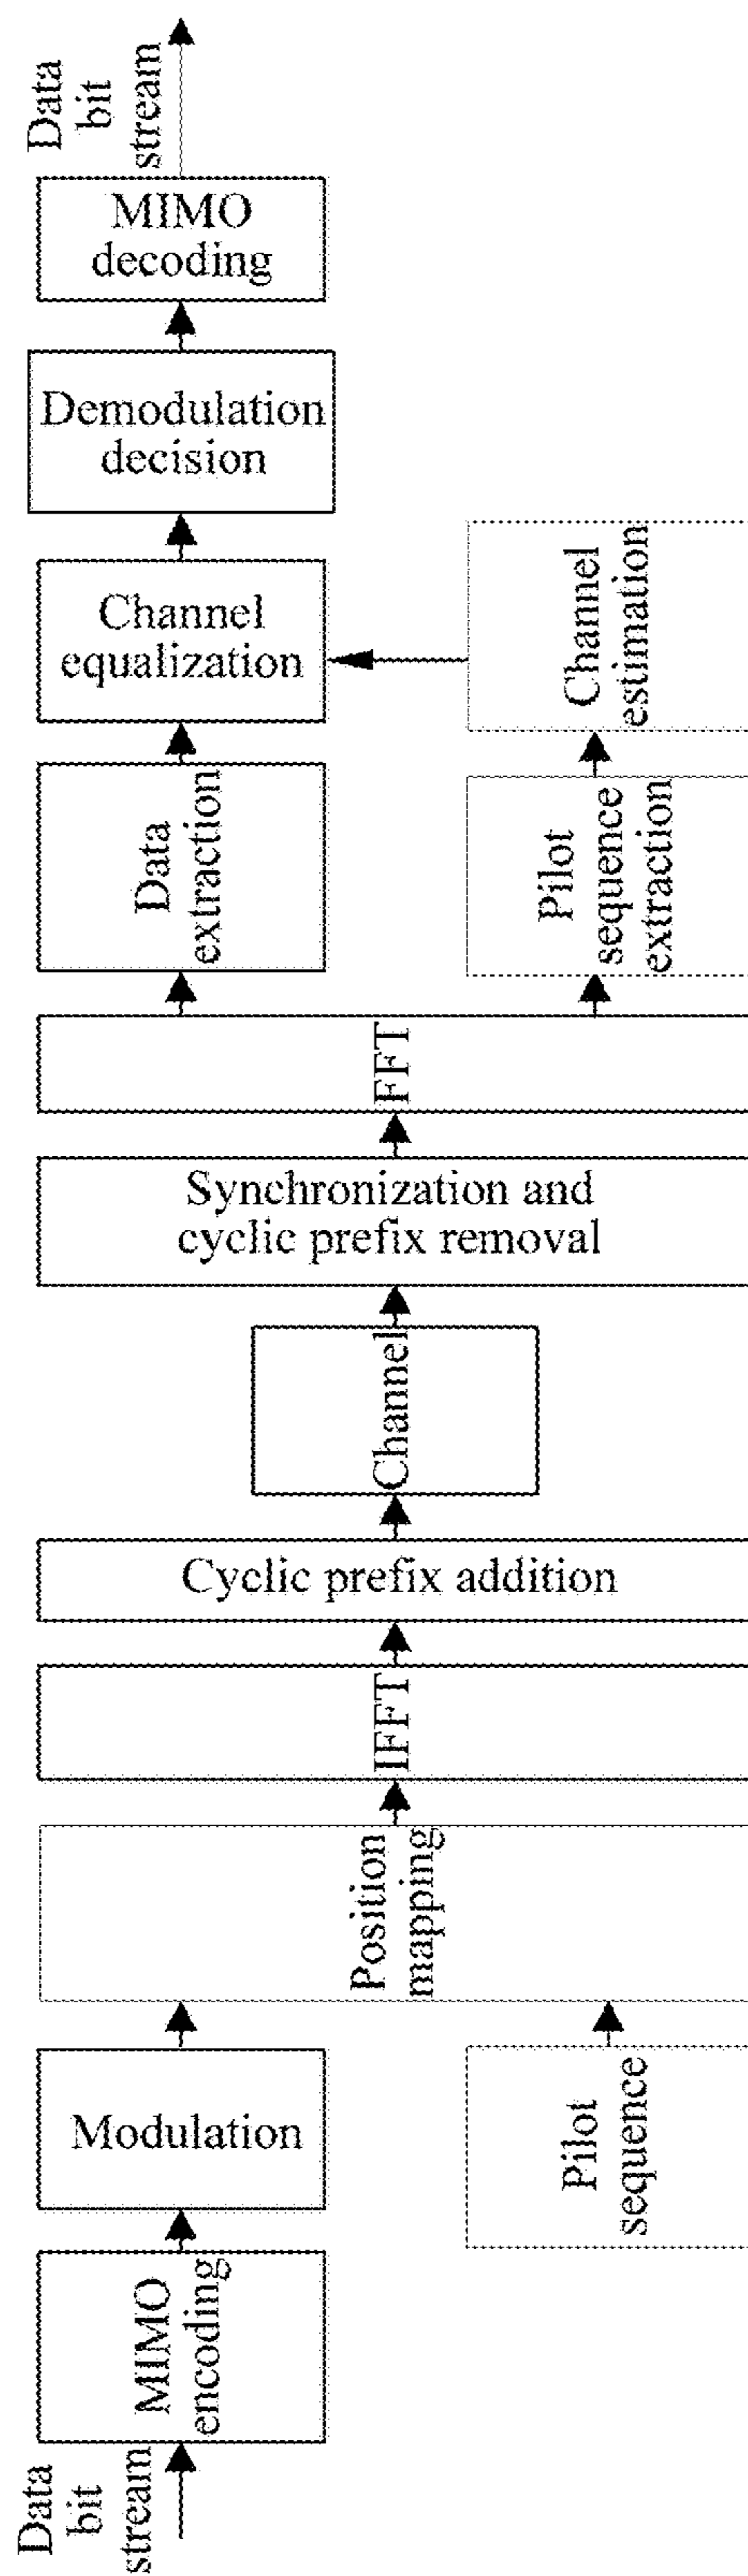 Data
bit
stream
MIMO
decoding
Demodulation
decision
Channel
equalization
Channel
estimation
Data
extraction
Pilot
sequence
extraction
FFT
Synchronization and
cyclic prefix removal
Channel
Cyclic prefix addition
IFFT
Position
mapping
Modulation
Pilot
sequence
MIMO
encoding
Data
bit
stream